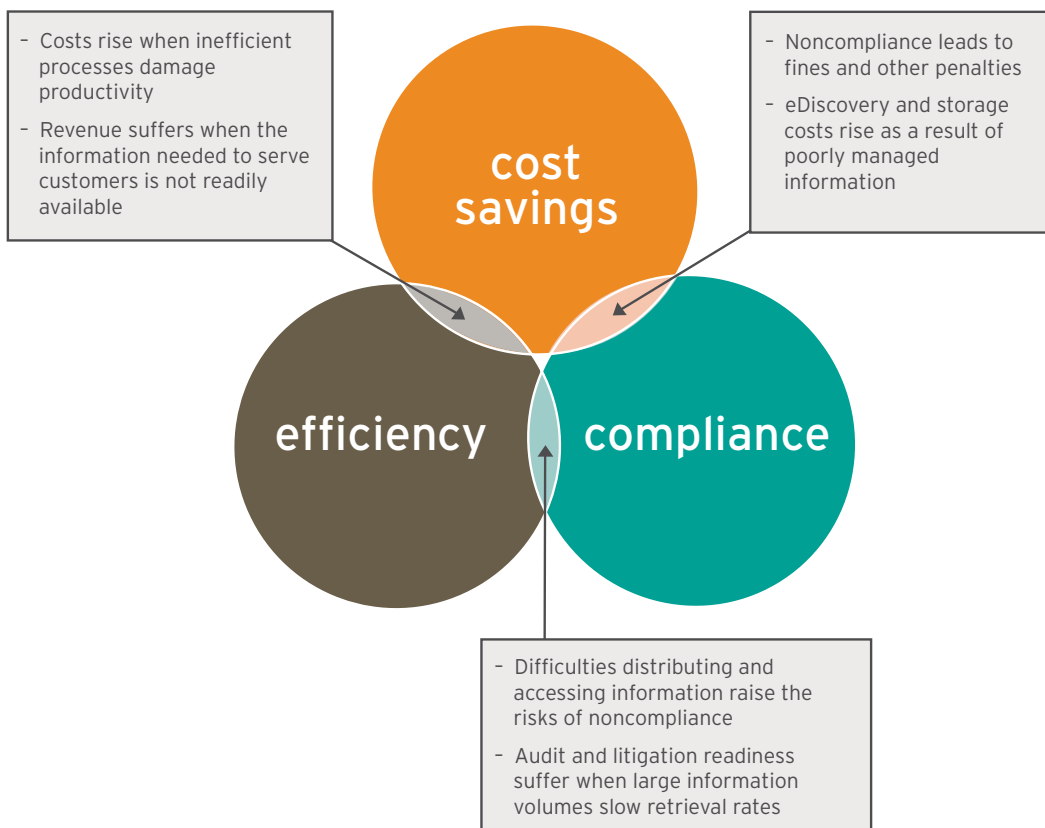 – Costs rise when inefficient
processes damage
productivity
– Revenue suffers when the
information needed to serve
customers is not readily
available
– Noncompliance leads to
fines and other penalties
– eDiscovery and storage
costs rise as a result of
poorly managed
information
cost
savings
efficiency
compliance
– Difficulties distributing and
accessing information raise the
risks of noncompliance
– Audit and litigation readiness
suffer when large information
volumes slow retrieval rates